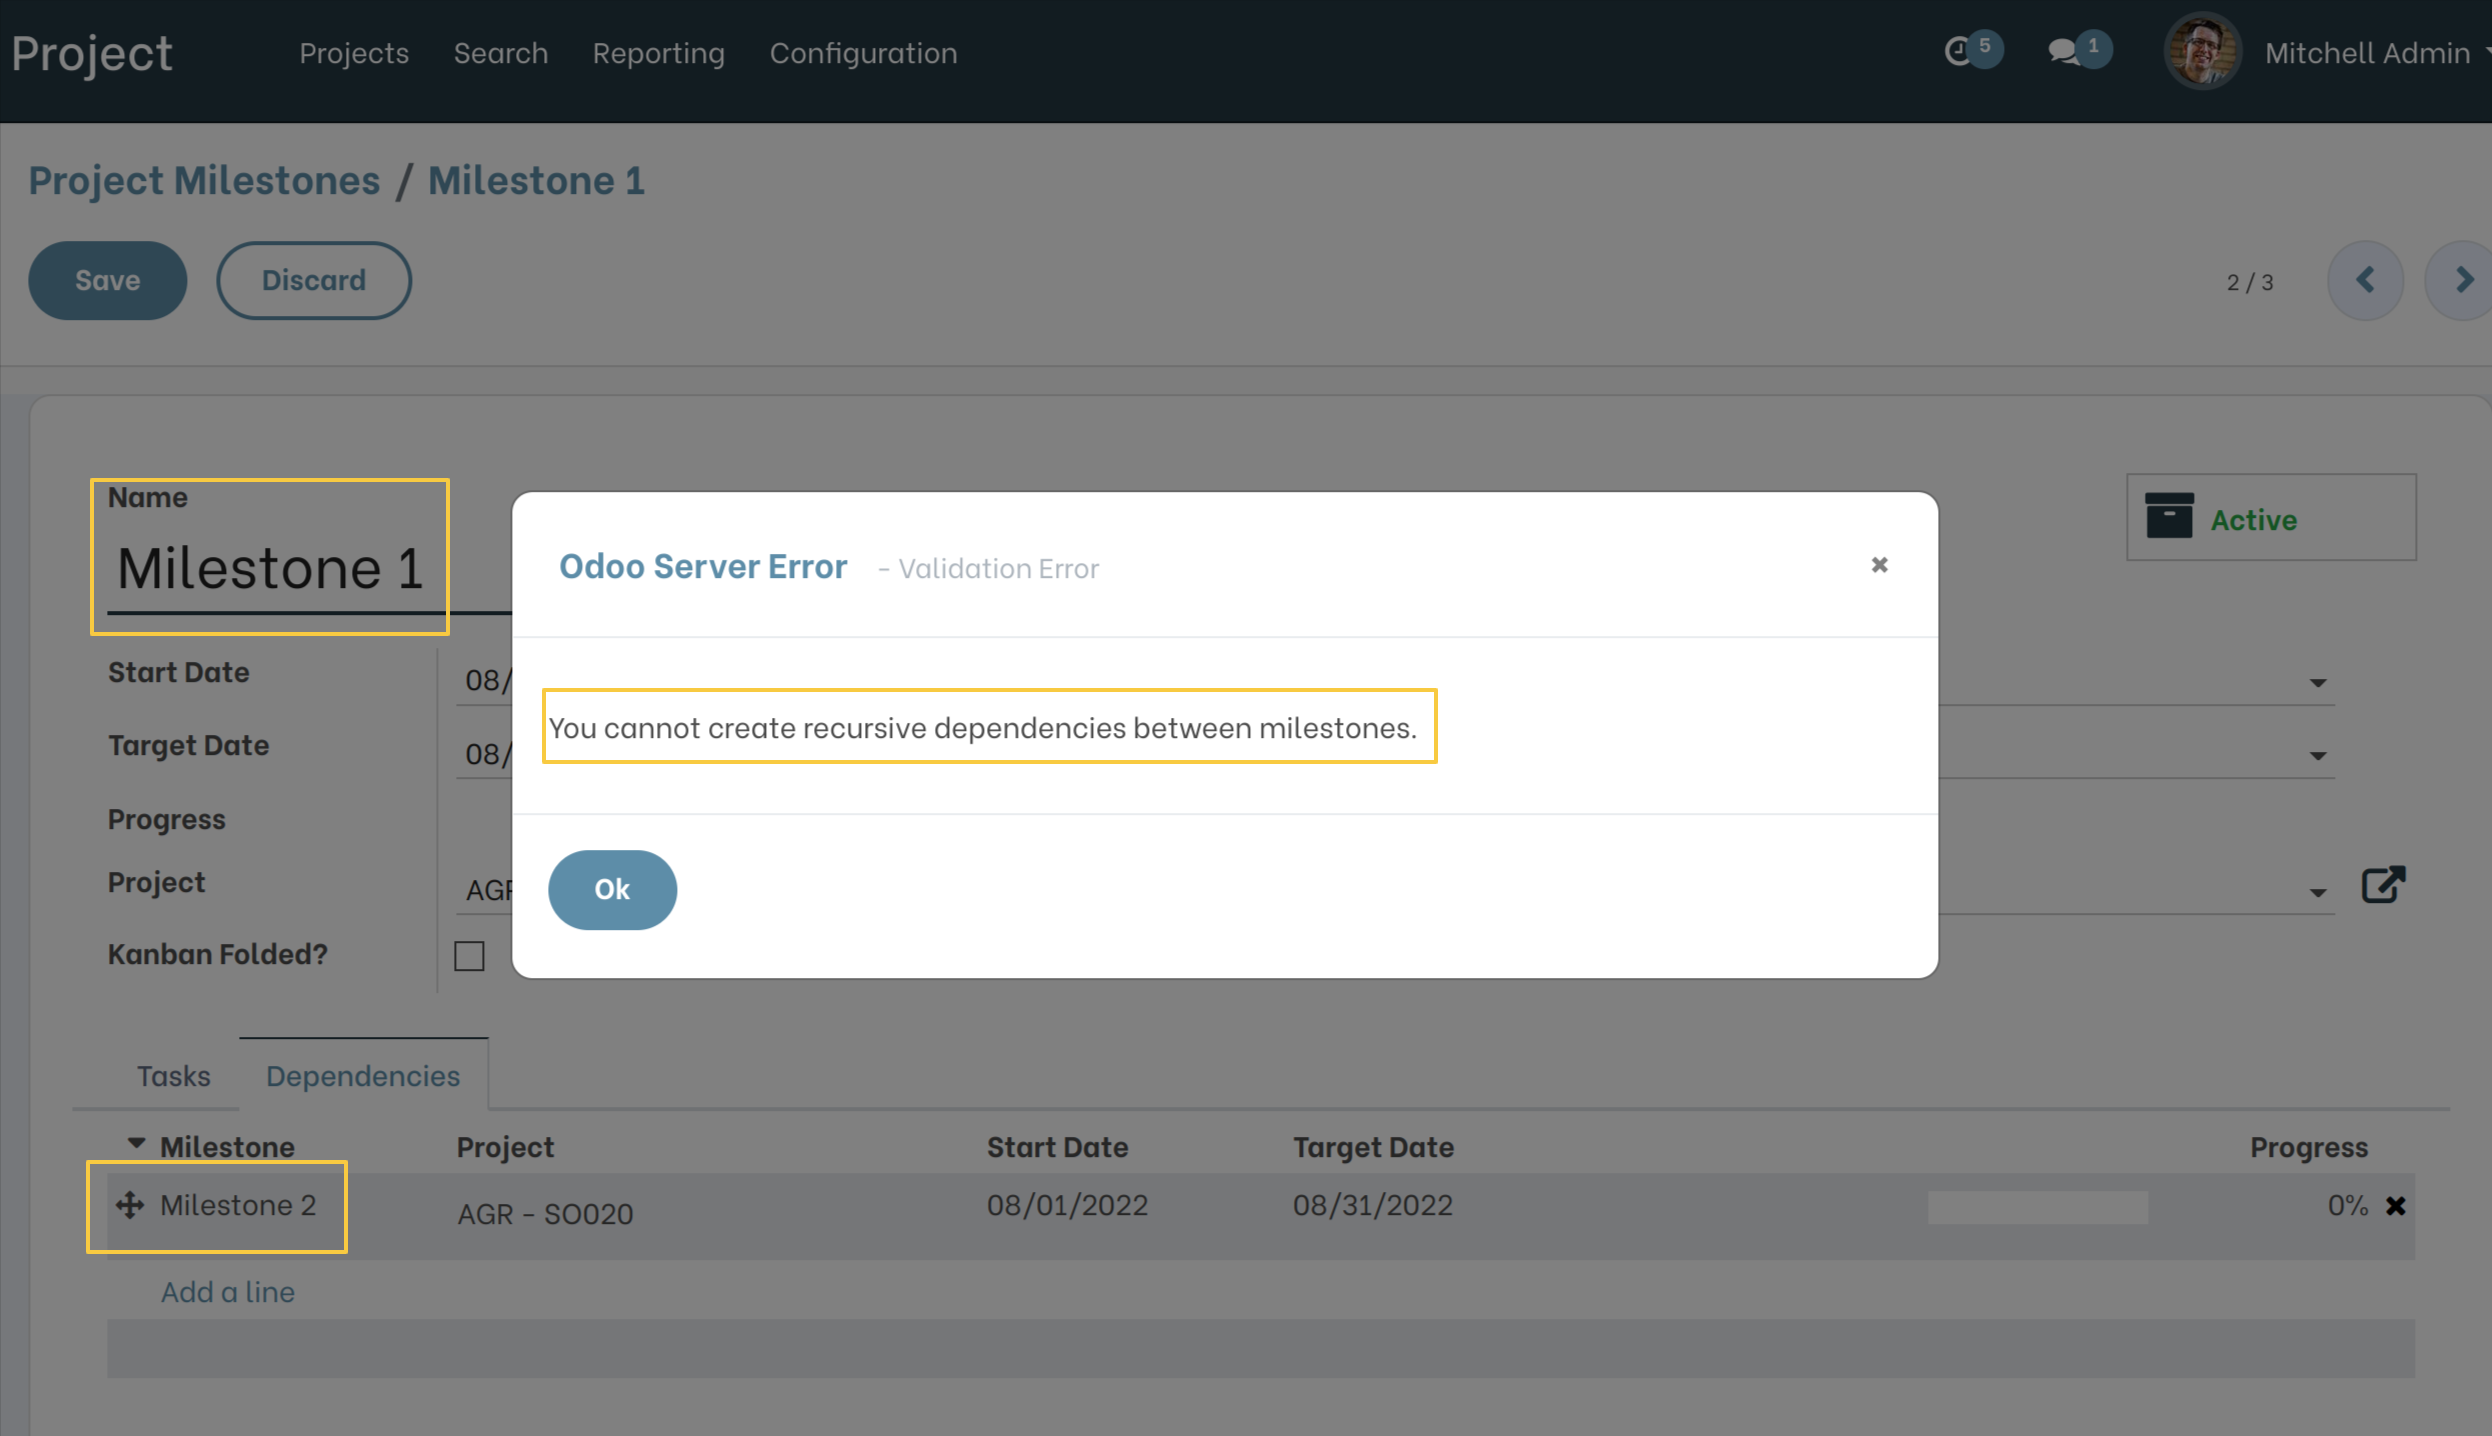 Project
Projects Search Reporting Configuration
5
1
Mitchell Admin
Project Milestones / Milestone 1
Save Discard
2 / 3
Name
Milestone 1
Active
Odoo Server Error - Validation Error
Start Date 08/
You cannot create recursive dependencies between milestones.
Target Date 08/
Progress
Project AGR
Ok
Kanban Folded?
Tasks Dependencies
Milestone Project Start Date Target Date Progress
Milestone 2 AGR - SO020 08/01/2022 08/31/2022 0%
Add a line